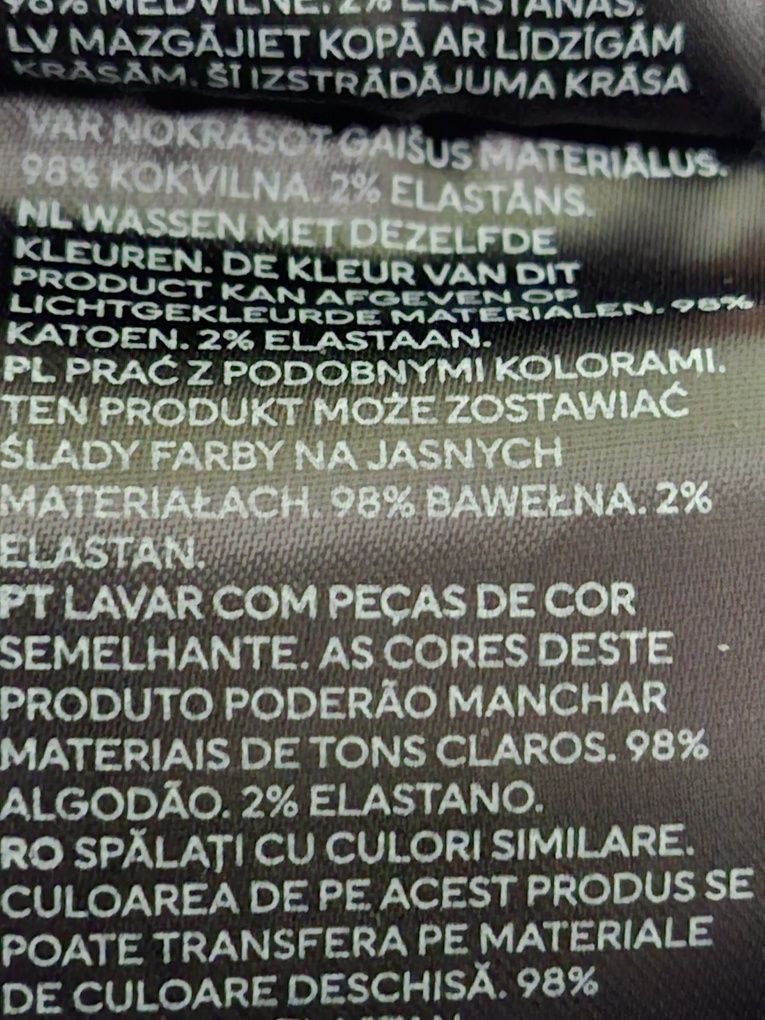 98% MEDVILNĖ. 2% ELASTANAS.
LV MAZGĀJIET KOPĀ AR LĪDZĪGĀM
KRĀSĀM. ŠĪ IZSTRĀDĀJUMA KRĀSA
VAR NOKRĀSOT GAIŠUS MATERIĀLUS.
98% KOKVILNA. 2% ELASTĀNS.
NL WASSEN MET DEZELFDE
KLEUREN. DE KLEUR VAN DIT
PRODUCT KAN AFGEVEN OP
LICHTGEKLEURDE MATERIALEN. 98%
KATOEN. 2% ELASTAAN.
PL PRAĆ Z PODOBNYMI KOLORAMI.
TEN PRODUKT MOŻE ZOSTAWIAĆ
ŚLADY FARBY NA JASNYCH
MATERIAŁACH. 98% BAWEŁNA. 2%
ELASTAN.
PT LAVAR COM PEÇAS DE COR
SEMELHANTE. AS CORES DESTE
PRODUTO PODERÃO MANCHAR
MATERIAIS DE TONS CLAROS. 98%
ALGODÃO. 2% ELASTANO.
RO SPĂLAȚI CU CULORI SIMILARE.
CULOAREA DE PE ACEST PRODUS SE
POATE TRANSFERA PE MATERIALE
DE CULOARE DESCHISĂ. 98%